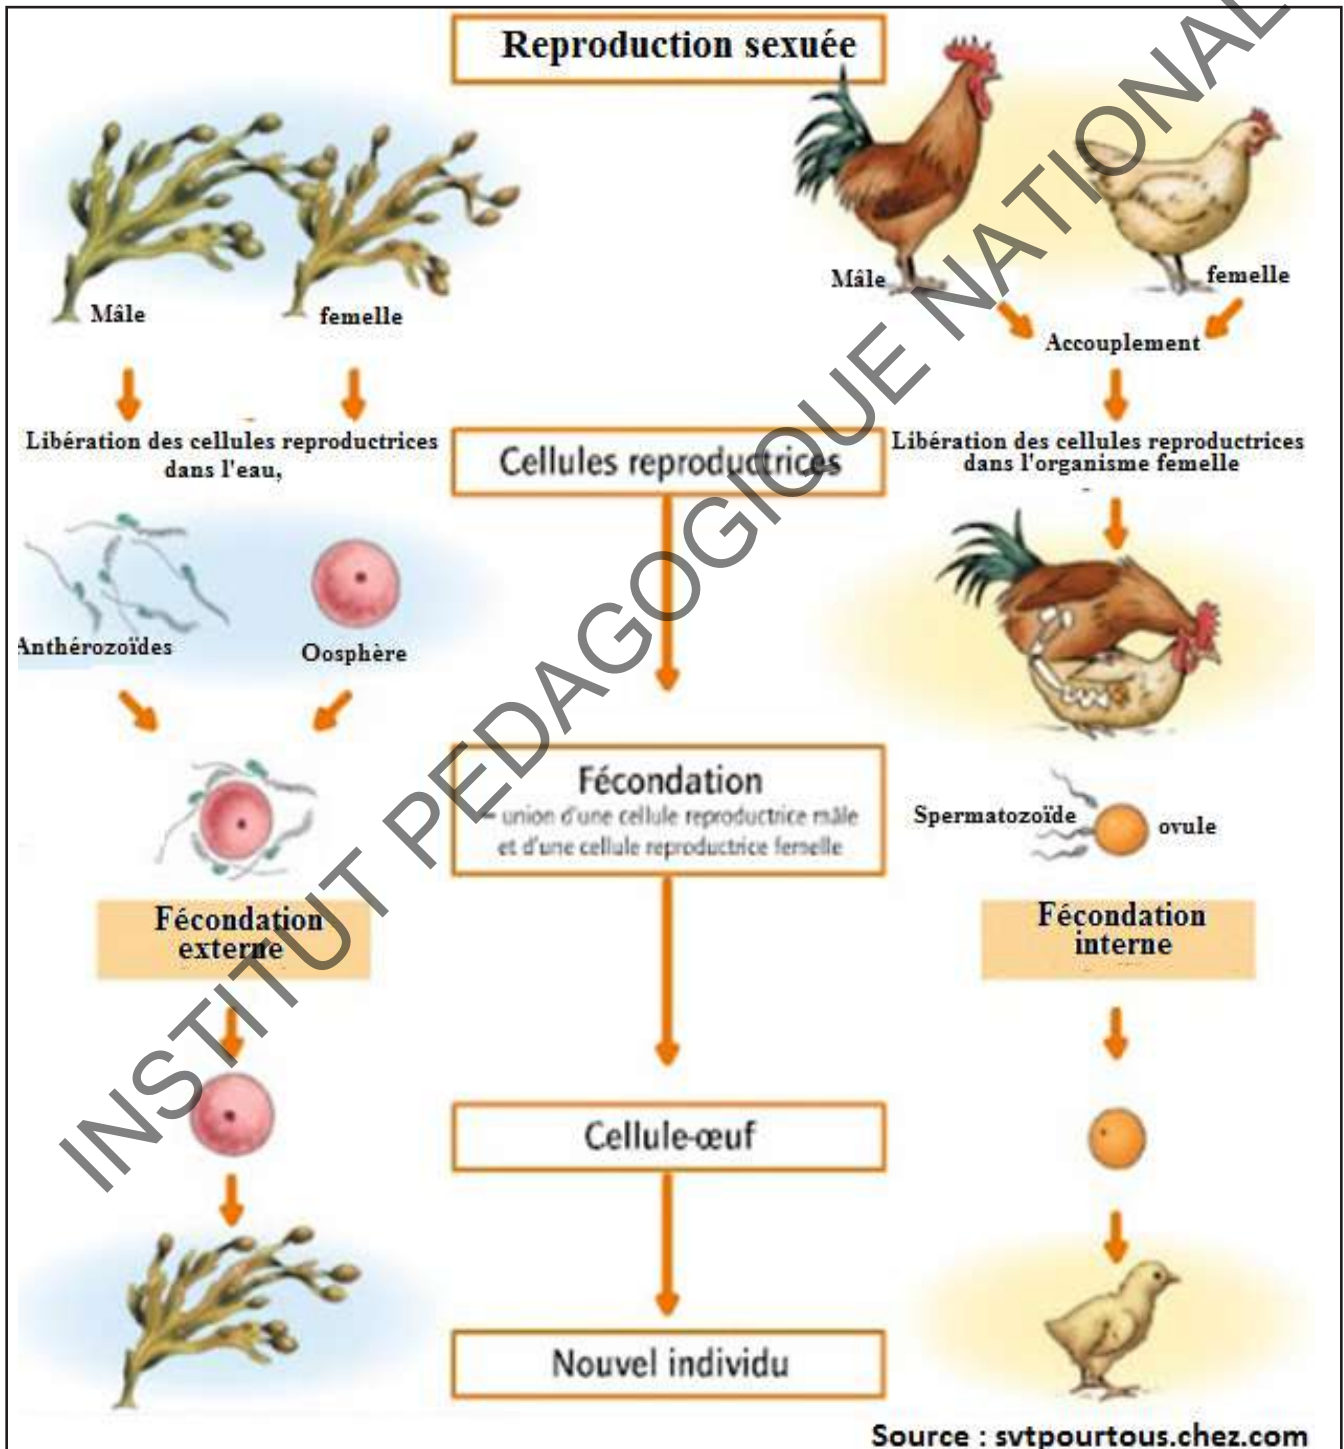 Reproduction sexuée
Mâle
femelle
Mâle
femelle
Accouplement
Libération des cellules reproductrices
dans l'eau,
Cellules reproductrices
Libération des cellules reproductrices
dans l'organisme femelle
Anthérozoïdes
Oosphère
Fécondation
– union d'une cellule reproductrice mâle
et d'une cellule reproductrice femelle
Spermatozoïde
ovule
Fécondation
externe
Fécondation
interne
Cellule-œuf
Nouvel individu
Source : svtpourtous.chez.com
INSTITUT PEDAGOGIQUE NATIONAL